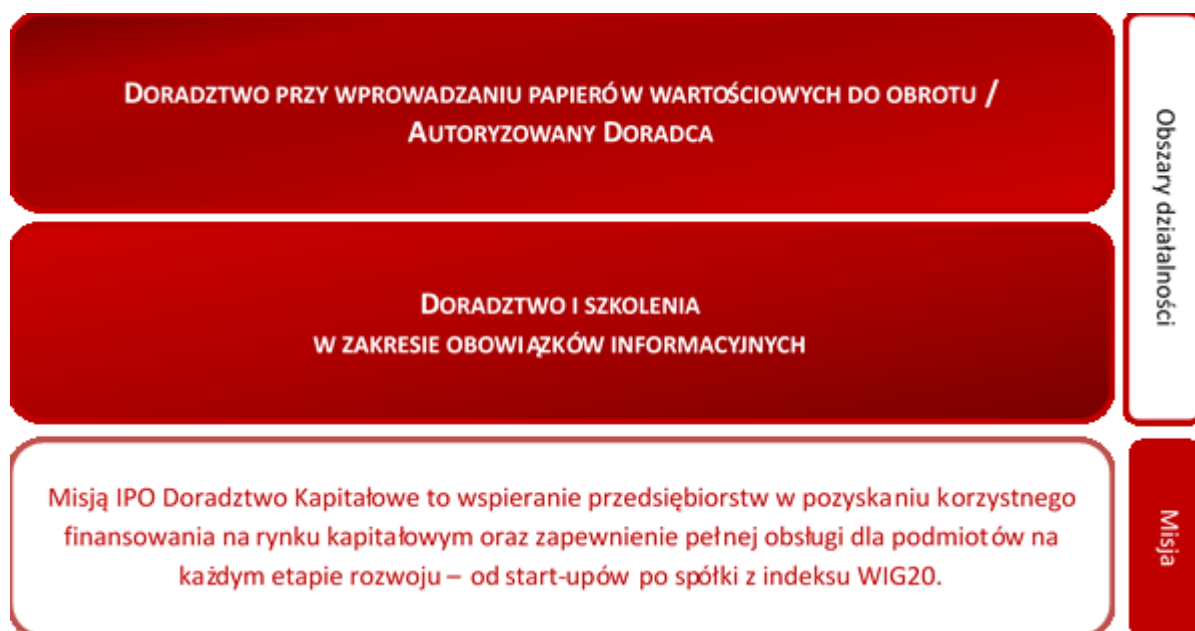 DORADZTWO PRZY WPROWADZANIU PAPIERÓW WARTOŚCIOWYCH DO OBROTU /
AUTORYZOWANY DORADCA
Obszary działalności
DORADZTWO I SZKOLENIA
W ZAKRESIE OBOWIĄZKÓW INFORMACYJNYCH
Misją IPO Doradztwo Kapitałowe to wspieranie przedsiębiorstw w pozyskaniu korzystnego
finansowania na rynku kapitałowym oraz zapewnienie pełnej obsługi dla podmiotów na
każdym etapie rozwoju – od start-upów po spółki z indeksu WIG20.
Misja